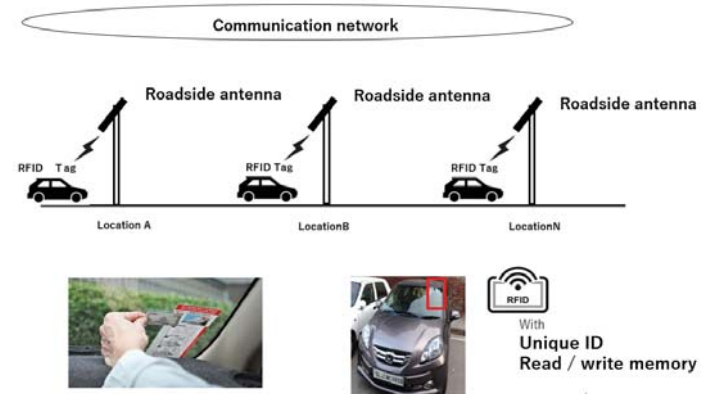 Communication network
Roadside antenna
Roadside antenna
Roadside antenna
RFID Tag
RFID Tag
RFID Tag
Location A
LocationB
LocationN
RFID
With
Unique ID
Read / write memory